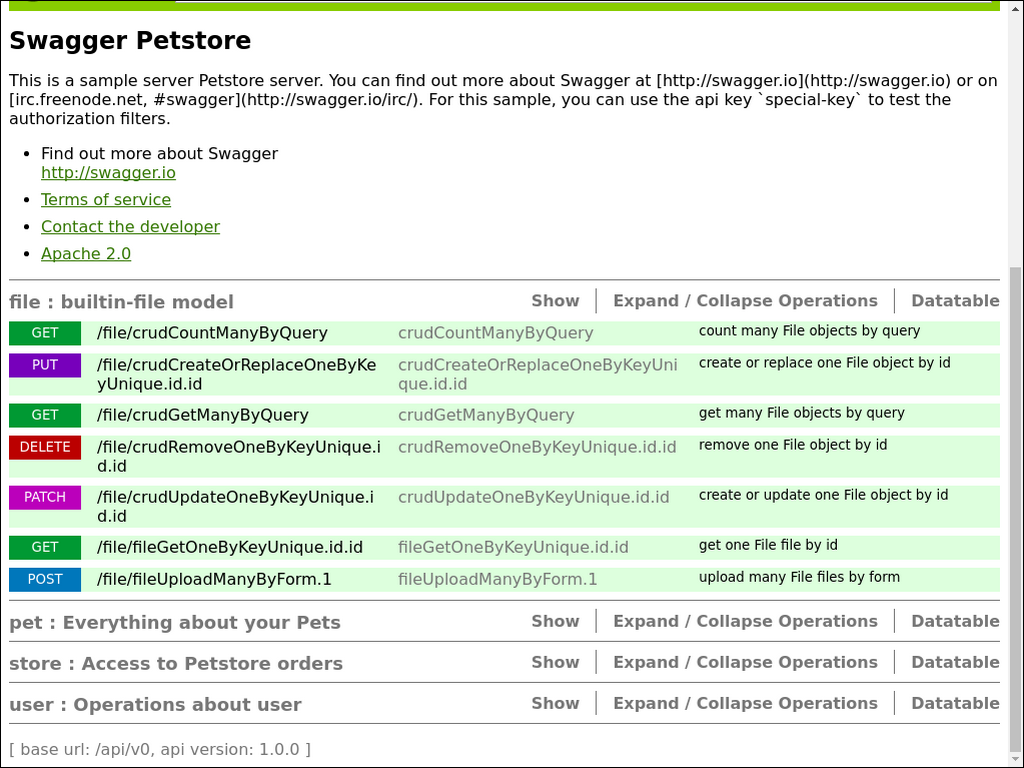 Swagger Petstore
This is a sample server Petstore server. You can find out more about Swagger at [http://swagger.io](http://swagger.io) or on
[irc.freenode.net, #swagger](http://swagger.io/irc/). For this sample, you can use the api key `special-key` to test the
authorization filters.
• Find out more about Swagger
http://swagger.io
• Terms of service
• Contact the developer
• Apache 2.0
file : builtin-file model Show Expand / Collapse Operations Datatable
GET /file/crudCountManyByQuery crudCountManyByQuery count many File objects by query
PUT /file/crudCreateOrReplaceOneByKe crudCreateOrReplaceOneByKeyUni create or replace one File object by id
yUnique.id.id que.id.id
GET /file/crudGetManyByQuery crudGetManyByQuery get many File objects by query
DELETE /file/crudRemoveOneByKeyUnique.i crudRemoveOneByKeyUnique.id.id remove one File object by id
d.id
PATCH /file/crudUpdateOneByKeyUnique.i crudUpdateOneByKeyUnique.id.id create or update one File object by id
d.id
GET /file/fileGetOneByKeyUnique.id.id fileGetOneByKeyUnique.id.id get one File file by id
POST /file/fileUploadManyByForm.1 fileUploadManyByForm.1 upload many File files by form
pet : Everything about your Pets Show Expand / Collapse Operations Datatable
store : Access to Petstore orders Show Expand / Collapse Operations Datatable
user : Operations about user Show Expand / Collapse Operations Datatable
[ base url: /api/v0, api version: 1.0.0 ]